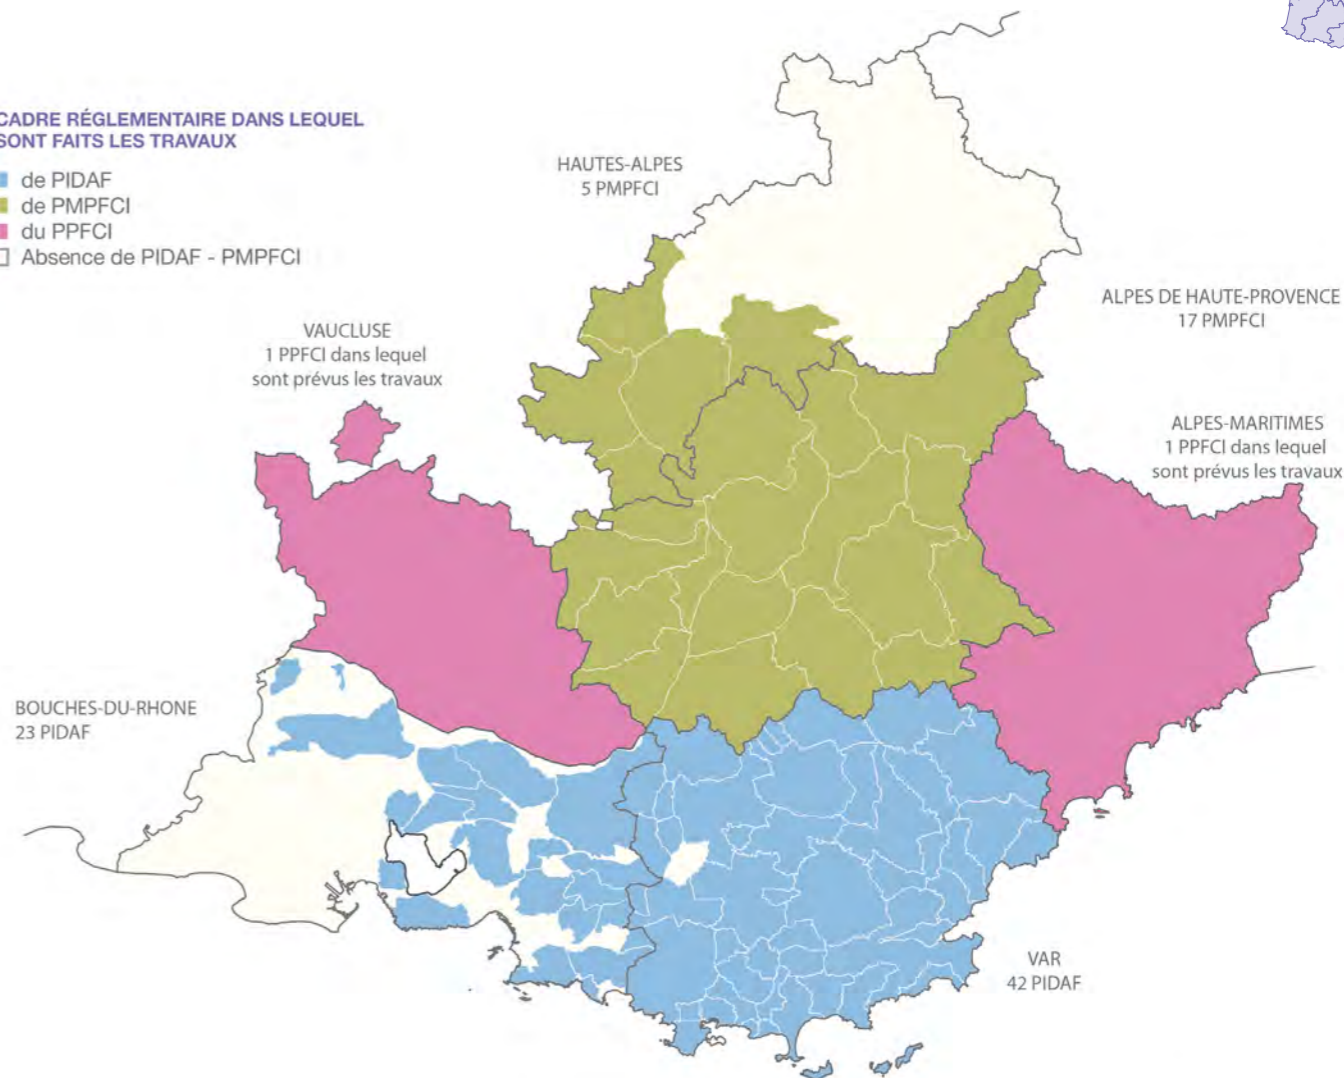 CADRE RÉGLEMENTAIRE DANS LEQUEL
SONT FAITS LES TRAVAUX
de PIDAF
de PMPFCI
du PPFCI
Absence de PIDAF - PMPFCI
HAUTES-ALPES
5 PMPFCI
ALPES DE HAUTE-PROVENCE
17 PMPFCI
VAUCLUSE
1 PPFCI dans lequel
sont prévus les travaux
ALPES-MARITIMES
1 PPFCI dans lequel
sont prévus les travaux
BOUCHES-DU-RHONE
23 PIDAF
VAR
42 PIDAF